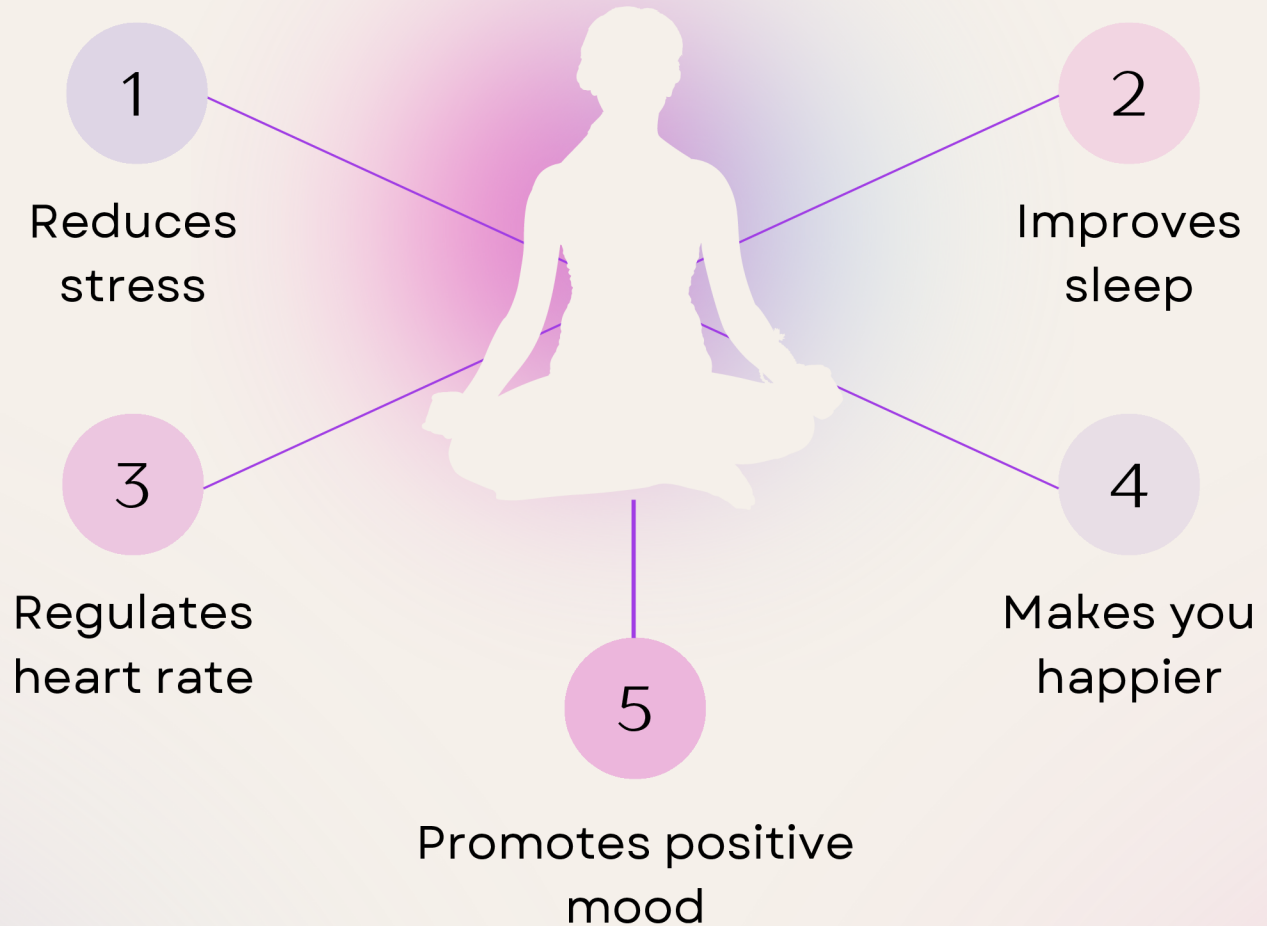 1
Reduces
stress
2
Improves
sleep
3
Regulates
heart rate
4
Makes you
happier
5
Promotes positive
mood